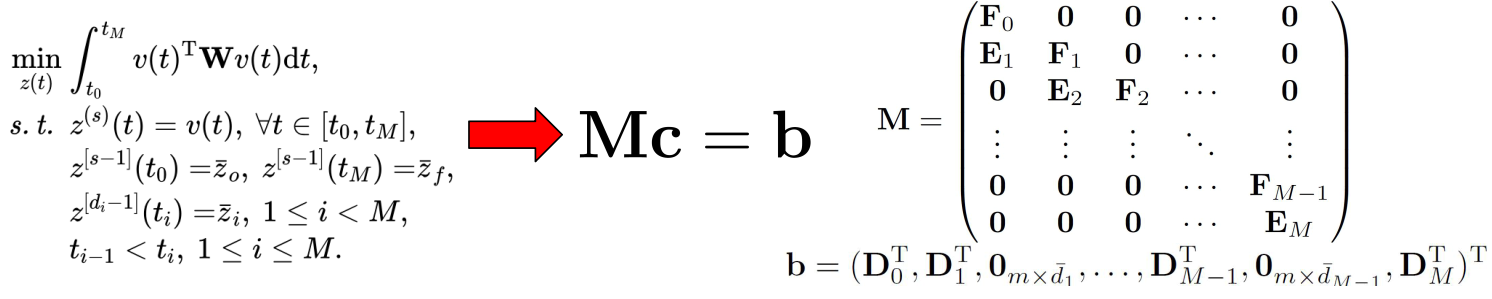 min_{z(t)} ∫_{t_0}^{t_M} v(t)^T W v(t) dt,
s. t. z^{(s)}(t) = v(t), ∀t ∈ [t_0, t_M],
z^{[s−1]}(t_0) = z̄_o, z^{[s−1]}(t_M) = z̄_f,
z^{[d_i−1]}(t_i) = z̄_i, 1 ≤ i < M,
t_{i−1} < t_i, 1 ≤ i ≤ M.
Mc = b
M =
F_0 0 0 ⋯ 0
E_1 F_1 0 ⋯ 0
0 E_2 F_2 ⋯ 0
⋮ ⋮ ⋮ ⋱ ⋮
0 0 0 ⋯ F_{M−1}
0 0 0 ⋯ E_M
b = (D_0^T, D_1^T, 0_{m×d̄_1}, …, D_{M−1}^T, 0_{m×d̄_{M−1}}, D_M^T)^T